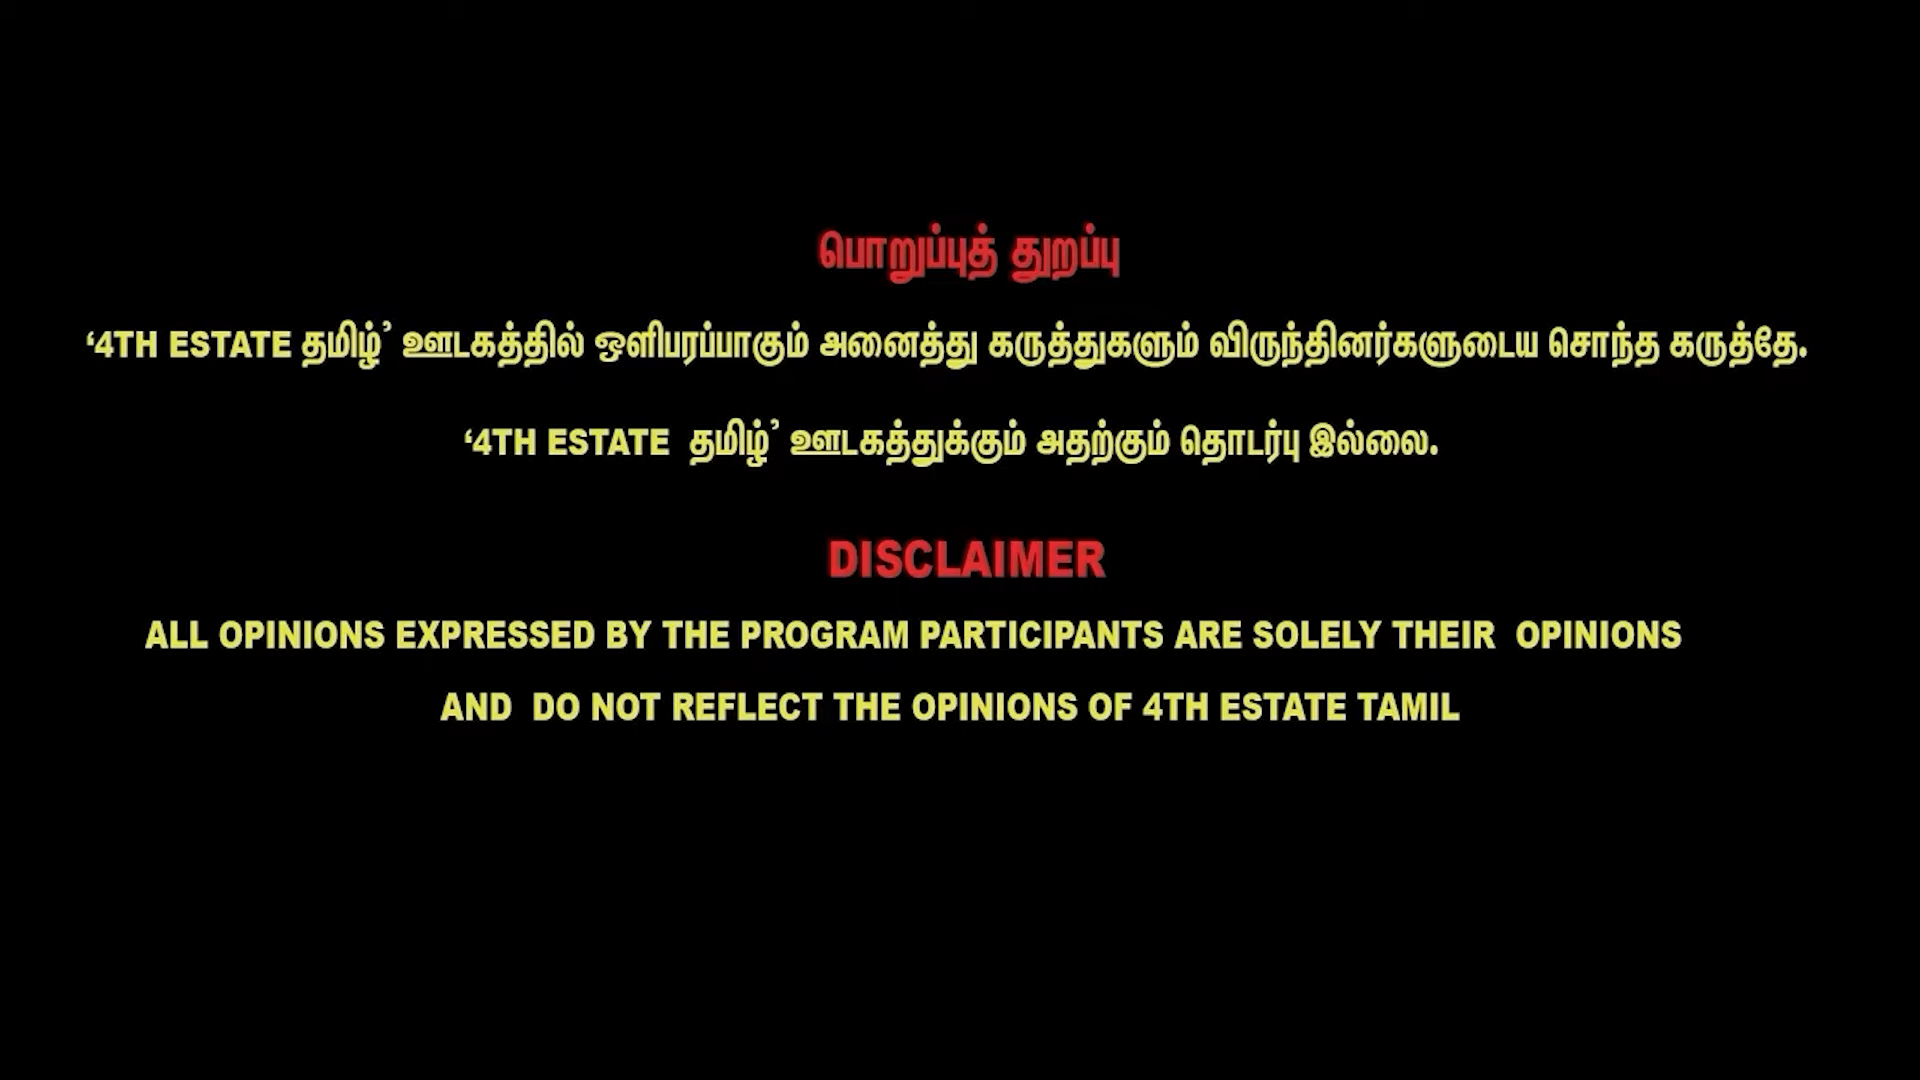 பொறுப்புத் துறப்பு
‘4TH ESTATE தமிழ்’ ஊடகத்தில் ஒளிபரப்பாகும் அனைத்து கருத்துகளும் விருந்தினர்களுடைய சொந்த கருத்தே.
‘4TH ESTATE தமிழ்’ ஊடகத்துக்கும் அதற்கும் தொடர்பு இல்லை.
DISCLAIMER
ALL OPINIONS EXPRESSED BY THE PROGRAM PARTICIPANTS ARE SOLELY THEIR OPINIONS
AND DO NOT REFLECT THE OPINIONS OF 4TH ESTATE TAMIL